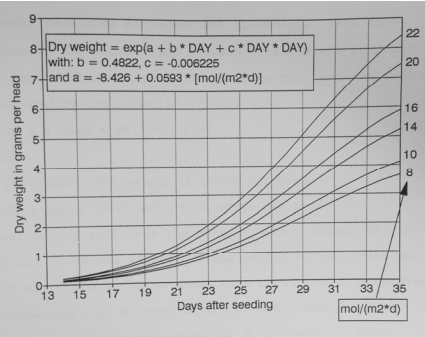 Dry weight = exp(a + b * DAY + c * DAY * DAY)
with: b = 0.4822, c = -0.006225
and a = -8.426 + 0.0593 * [mol/(m2*d)]
Dry weight in grams per head
9
8
7
6
5
4
3
2
1
0
22
20
16
14
10
8
13 15 17 19 21 23 25 27 29 31 33 35
Days after seeding
mol/(m2*d)